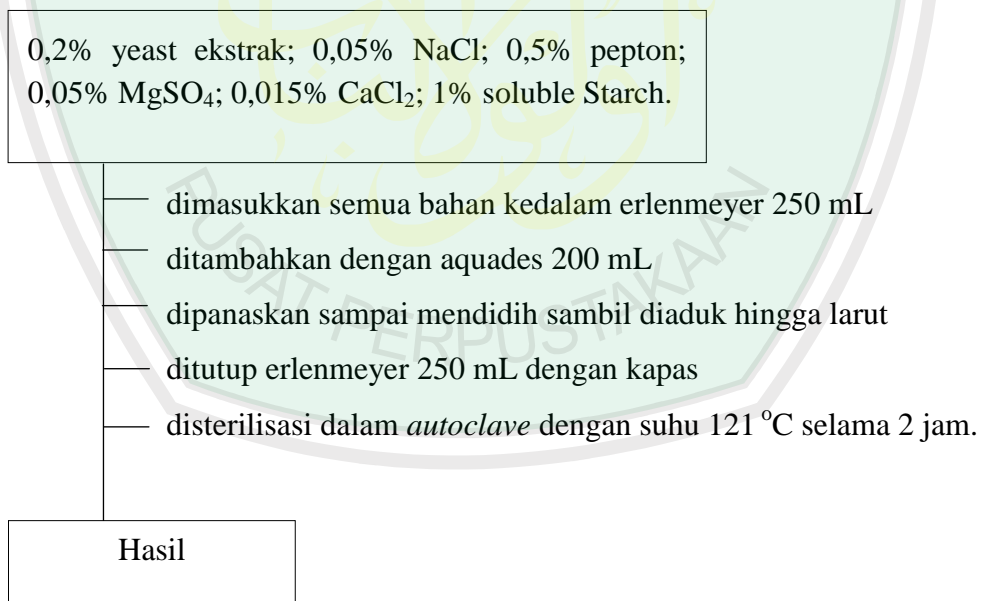 0,2% yeast ekstrak; 0,05% NaCl; 0,5% pepton;
0,05% MgSO₄; 0,015% CaCl₂; 1% soluble Starch.
dimasukkan semua bahan kedalam erlenmeyer 250 mL
ditambahkan dengan aquades 200 mL
dipanaskan sampai mendidih sambil diaduk hingga larut
ditutup erlenmeyer 250 mL dengan kapas
disterilisasi dalam autoclave dengan suhu 121 °C selama 2 jam.
PUSAT PERPUSTAKAAN
Hasil